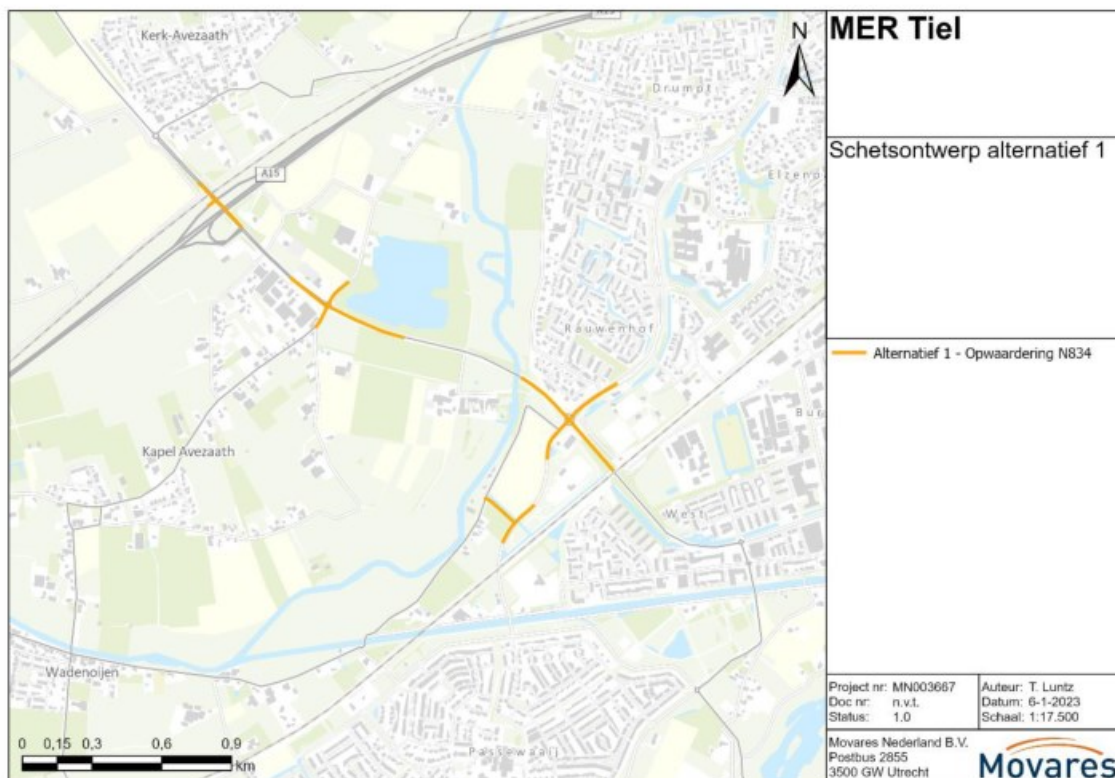 MER Tiel
Schetsontwerp alternatief 1
Alternatief 1 - Opwaardering N834
Kerk-Avezaath
N
Drumpt
A15
Rauwenhof
Kapel Avezaath
West
Wadenoijen
Passewaaij
0 0,15 0,3 0,6 0,9
km
Project nr: MN003667
Doc nr: n.v.t.
Status: 1.0
Auteur: T. Luntz
Datum: 6-1-2023
Schaal: 1:17.500
Movares Nederland B.V.
Postbus 2855
3500 GW Utrecht
Movares